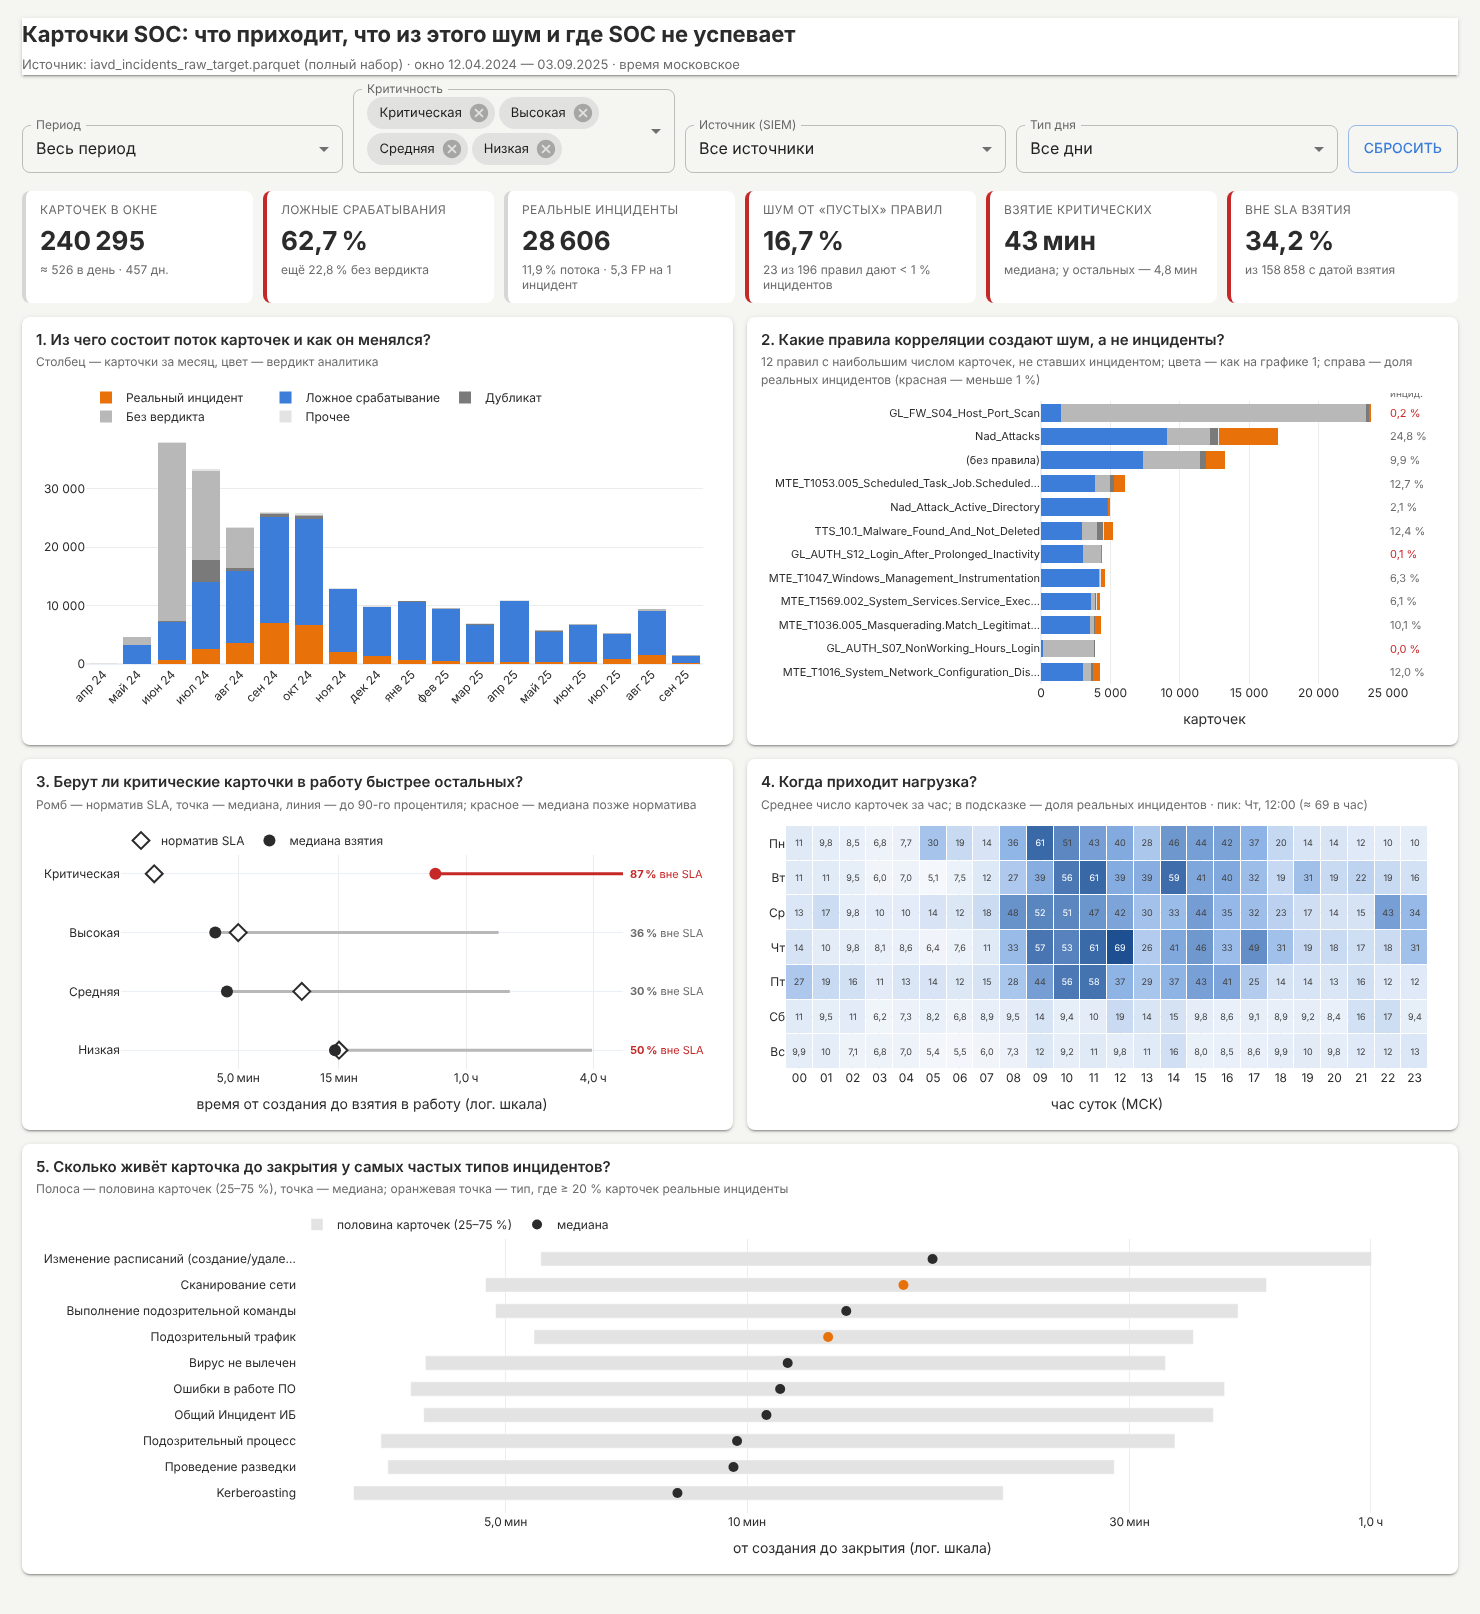 Карточки SOC: что приходит, что из этого шум и где SOC не успевает
Источник: iavd_incidents_raw_target.parquet (полный набор) · окно 12.04.2024 — 03.09.2025 · время московское
Период
Весь период
Критичность
Критическая
Высокая
Средняя
Низкая
Источник (SIEM)
Все источники
Тип дня
Все дни
СБРОСИТЬ
КАРТОЧЕК В ОКНЕ
240 295
≈ 526 в день · 457 дн.
ЛОЖНЫЕ СРАБАТЫВАНИЯ
62,7 %
ещё 22,8 % без вердикта
РЕАЛЬНЫЕ ИНЦИДЕНТЫ
28 606
11,9 % потока · 5,3 FP на 1
инцидент
ШУМ ОТ «ПУСТЫХ» ПРАВИЛ
16,7 %
23 из 196 правил дают < 1 %
инцидентов
ВЗЯТИЕ КРИТИЧЕСКИХ
43 мин
медиана; у остальных — 4,8 мин
ВНЕ SLA ВЗЯТИЯ
34,2 %
из 158 858 с датой взятия
1. Из чего состоит поток карточек и как он менялся?
Столбец — карточки за месяц, цвет — вердикт аналитика
Реальный инцидент
Ложное срабатывание
Дубликат
Без вердикта
Прочее
30 000
20 000
10 000
0
апр 24
май 24
июн 24
июл 24
авг 24
сен 24
окт 24
ноя 24
дек 24
янв 25
фев 25
мар 25
апр 25
май 25
июн 25
июл 25
авг 25
сен 25
2. Какие правила корреляции создают шум, а не инциденты?
12 правил с наибольшим числом карточек, не ставших инцидентом; цвета — как на графике 1; справа — доля
реальных инцидентов (красная — меньше 1 %)
инцид.
GL_FW_S04_Host_Port_Scan 0,2 %
Nad_Attacks 24,8 %
(без правила) 9,9 %
MTE_T1053.005_Scheduled_Task_Job.Scheduled… 12,7 %
Nad_Attack_Active_Directory 2,1 %
TTS_10.1_Malware_Found_And_Not_Deleted 12,4 %
GL_AUTH_S12_Login_After_Prolonged_Inactivity 0,1 %
MTE_T1047_Windows_Management_Instrumentation 6,3 %
MTE_T1569.002_System_Services.Service_Exec… 6,1 %
MTE_T1036.005_Masquerading.Match_Legitimat… 10,1 %
GL_AUTH_S07_NonWorking_Hours_Login 0,0 %
MTE_T1016_System_Network_Configuration_Dis… 12,0 %
0 5 000 10 000 15 000 20 000 25 000
карточек
3. Берут ли критические карточки в работу быстрее остальных?
Ромб — норматив SLA, точка — медиана, линия — до 90-го процентиля; красное — медиана позже норматива
норматив SLA
медиана взятия
Критическая 87 % вне SLA
Высокая 36 % вне SLA
Средняя 30 % вне SLA
Низкая 50 % вне SLA
5,0 мин 15 мин 1,0 ч 4,0 ч
время от создания до взятия в работу (лог. шкала)
4. Когда приходит нагрузка?
Среднее число карточек за час; в подсказке — доля реальных инцидентов · пик: Чт, 12:00 (≈ 69 в час)
Пн 11 9,8 8,5 6,8 7,7 30 19 14 36 61 51 43 40 28 46 44 42 37 20 14 14 12 10 10
Вт 11 11 9,5 6,0 7,0 5,1 7,5 12 27 39 56 61 39 39 59 41 40 32 19 31 19 22 19 16
Ср 13 17 9,8 10 10 14 12 18 48 52 51 47 42 30 33 44 35 32 23 17 14 15 43 34
Чт 14 10 9,8 8,1 8,6 6,4 7,6 11 33 57 53 61 69 26 41 46 33 49 31 19 18 17 18 31
Пт 27 19 16 11 13 14 12 15 28 44 56 58 37 29 37 43 41 25 14 14 13 16 12 12
Сб 11 9,5 11 6,2 7,3 8,2 6,8 8,9 9,5 14 9,4 10 19 14 15 9,8 8,6 9,1 8,9 9,2 8,4 16 17 9,4
Вс 9,9 10 7,1 6,8 7,0 5,4 5,5 6,0 7,3 12 9,2 11 9,8 11 16 8,0 8,5 8,6 9,9 10 9,8 12 12 13
00 01 02 03 04 05 06 07 08 09 10 11 12 13 14 15 16 17 18 19 20 21 22 23
час суток (МСК)
5. Сколько живёт карточка до закрытия у самых частых типов инцидентов?
Полоса — половина карточек (25–75 %), точка — медиана; оранжевая точка — тип, где ≥ 20 % карточек реальные инциденты
половина карточек (25–75 %)
медиана
Изменение расписаний (создание/удале…
Сканирование сети
Выполнение подозрительной команды
Подозрительный трафик
Вирус не вылечен
Ошибки в работе ПО
Общий Инцидент ИБ
Подозрительный процесс
Проведение разведки
Kerberoasting
5,0 мин 10 мин 30 мин 1,0 ч
от создания до закрытия (лог. шкала)